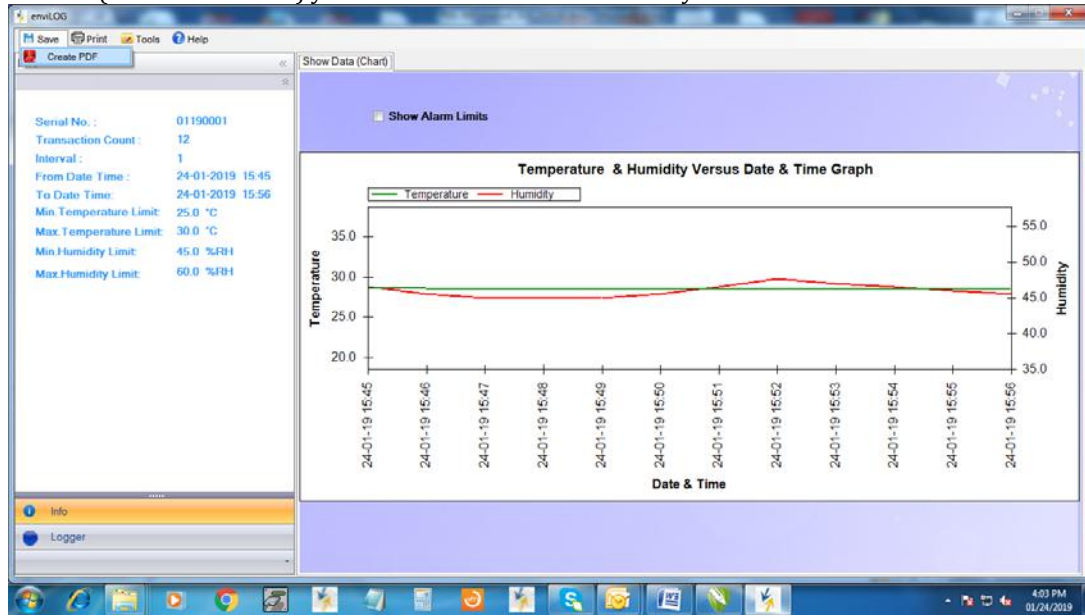 enviLOG
Save Print Tools Help
Create PDF
Show Data (Chart)
Serial No. : 01190001
Transaction Count : 12
Interval : 1
From Date Time : 24-01-2019 15:45
To Date Time: 24-01-2019 15:56
Min.Temperature Limit: 25.0 °C
Max.Temperature Limit: 30.0 °C
Min.Humidity Limit: 45.0 %RH
Max.Humidity Limit: 60.0 %RH
Info
Logger
Show Alarm Limits
Temperature & Humidity Versus Date & Time Graph
Temperature Humidity
Temperature
35.0
30.0
25.0
20.0
55.0
50.0
45.0
40.0
35.0
Humidity
24-01-19 15:45
24-01-19 15:46
24-01-19 15:47
24-01-19 15:48
24-01-19 15:49
24-01-19 15:50
24-01-19 15:51
24-01-19 15:52
24-01-19 15:53
24-01-19 15:54
24-01-19 15:55
24-01-19 15:56
Date & Time
4:03 PM
01/24/2019